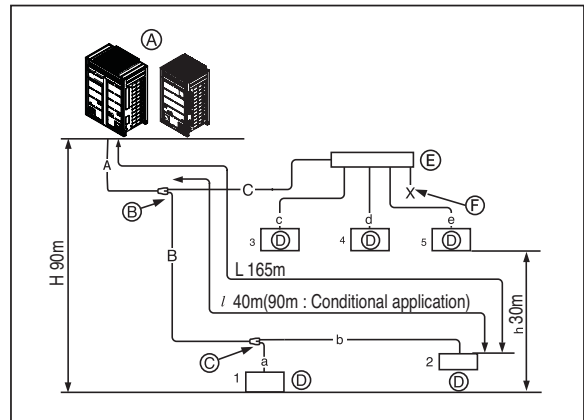 A
A
E
B
C
F
X
c
d
e
3 D
4 D
5 D
H 90m
B
L 165m
l 40m(90m : Conditional application)
h 30m
C
b
a
2
1 D
D